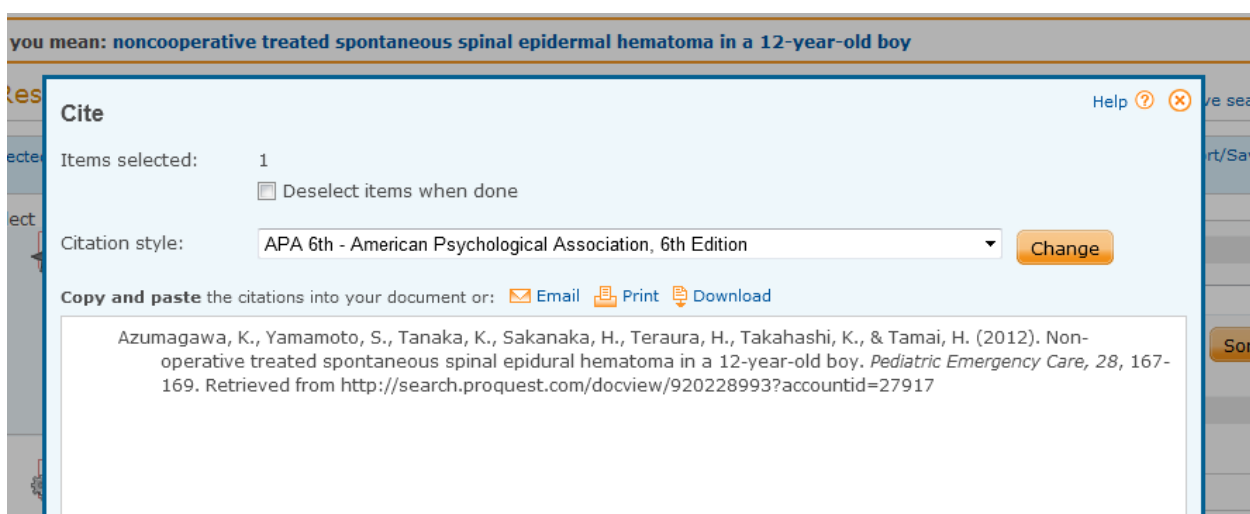 you mean: noncooperative treated spontaneous spinal epidermal hematoma in a 12-year-old boy
Cite
Help ?
Items selected: 1
Deselect items when done
Citation style: APA 6th - American Psychological Association, 6th Edition Change
Copy and paste the citations into your document or: Email Print Download
Azumagawa, K., Yamamoto, S., Tanaka, K., Sakanaka, H., Teraura, H., Takahashi, K., & Tamai, H. (2012). Non-
operative treated spontaneous spinal epidural hematoma in a 12-year-old boy. Pediatric Emergency Care, 28, 167-
169. Retrieved from http://search.proquest.com/docview/920228993?accountid=27917